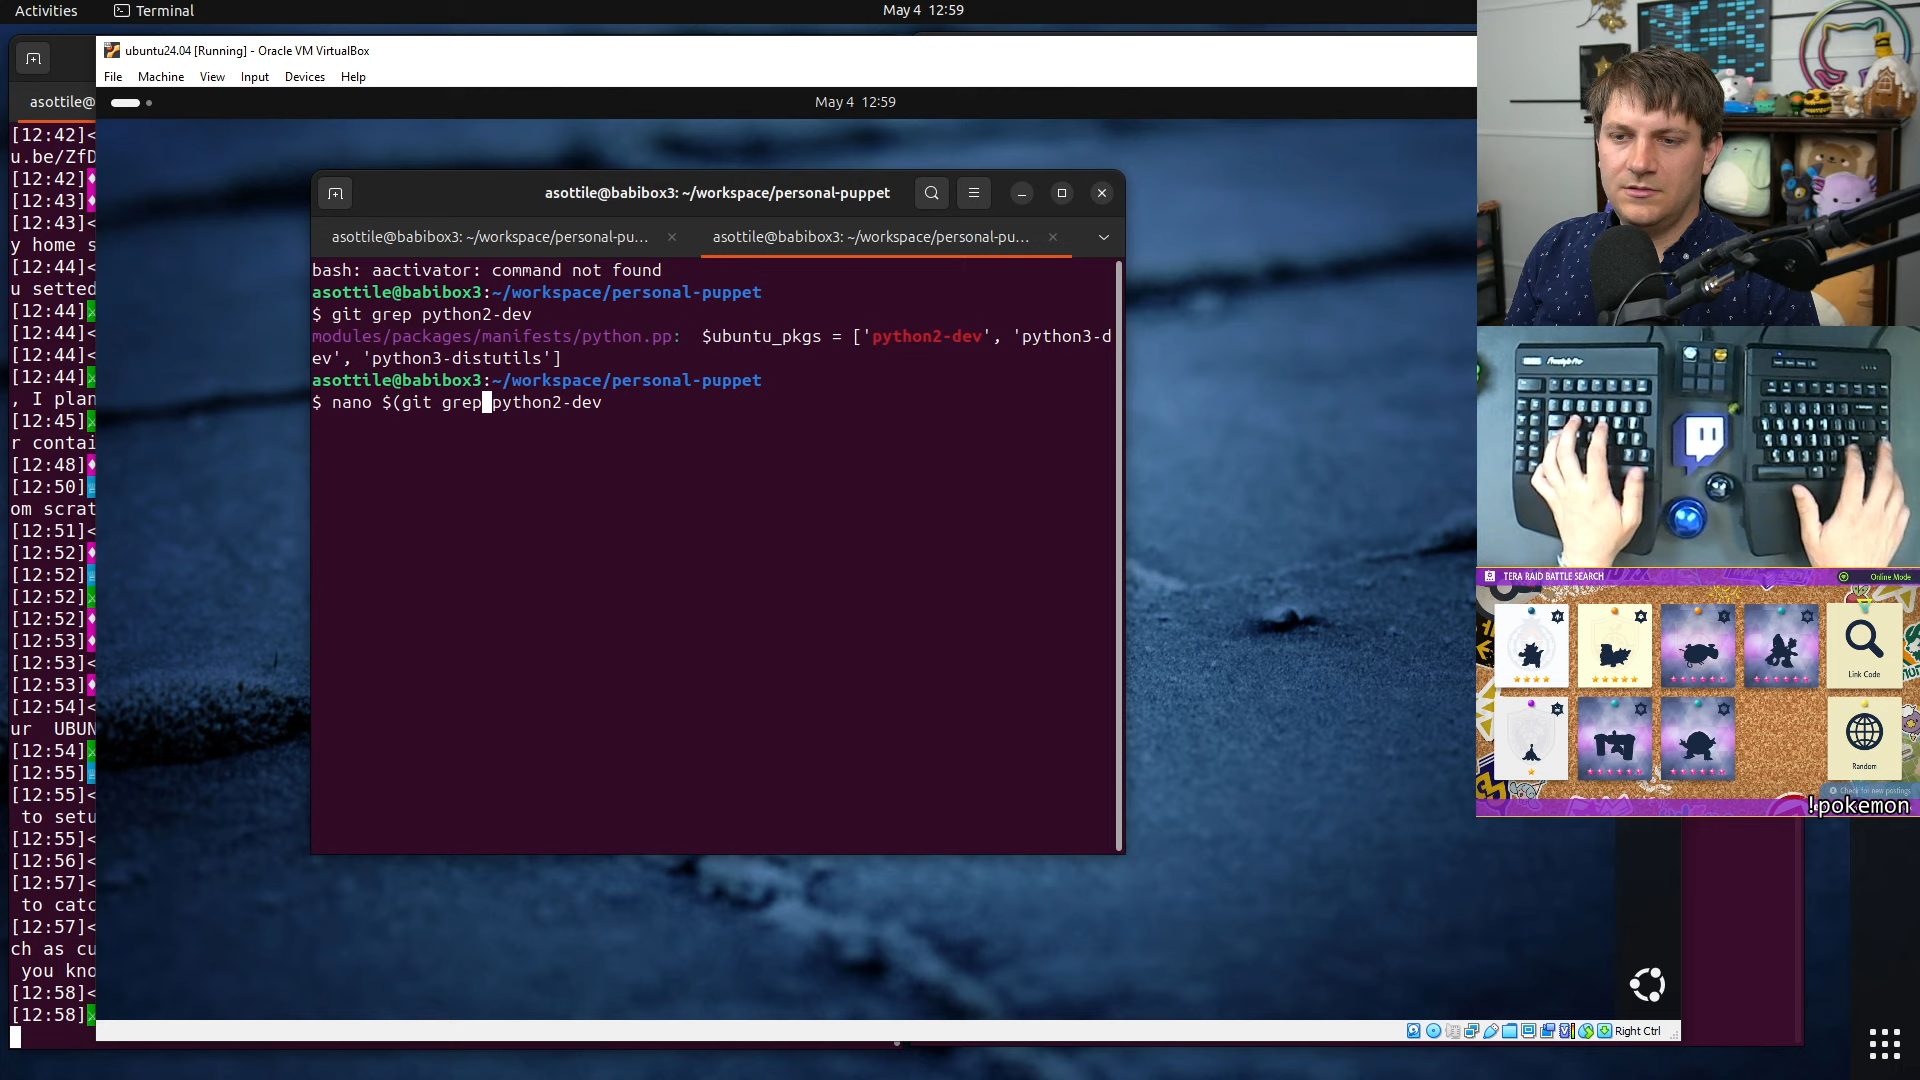 Activities
Terminal
May 4 12:59
ubuntu24.04 [Running] - Oracle VM VirtualBox
File Machine View Input Devices Help
May 4 12:59
asottile@
[12:42]<
u.be/ZfD
[12:42]
[12:43]
[12:43]<
y home s
[12:44]<
u setted
[12:44]
[12:44]<
[12:44]<
[12:44]
, I plan
[12:45]
r contai
[12:48]
[12:50]
om scrat
[12:51]<
[12:52]
[12:52]
[12:52]
[12:52]
[12:53]
[12:53]<
[12:53]
[12:54]<
ur UBUN
[12:54]
[12:55]
[12:55]<
to setu
[12:55]<
[12:56]<
[12:57]<
to catc
[12:57]<
ch as cu
you kno
[12:58]<
[12:58]
asottile@babibox3: ~/workspace/personal-puppet
asottile@babibox3: ~/workspace/personal-pu...
asottile@babibox3: ~/workspace/personal-pu...
bash: aactivator: command not found
asottile@babibox3:~/workspace/personal-puppet
$ git grep python2-dev
modules/packages/manifests/python.pp:  $ubuntu_pkgs = ['python2-dev', 'python3-d
ev', 'python3-distutils']
asottile@babibox3:~/workspace/personal-puppet
$ nano $(git grep python2-dev
Freestyle Pro
TERA RAID BATTLE SEARCH
Online Mode
Link Code
Random
Check for new postings
!pokemon
Right Ctrl